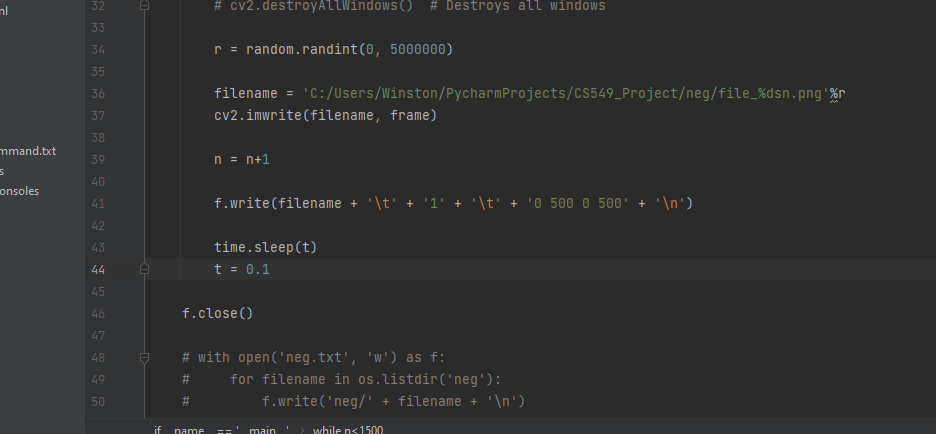 nl
32 # cv2.destroyAllWindows()  # Destroys all windows
33
34 r = random.randint(0, 5000000)
35
36 filename = 'C:/Users/Winston/PycharmProjects/CS549_Project/neg/file_%dsn.png'%r
37 cv2.imwrite(filename, frame)
38
mmand.txt
39 n = n+1
s
40
onsoles
41 f.write(filename + '\t' + '1' + '\t' + '0 500 0 500' + '\n')
42
43 time.sleep(t)
44 t = 0.1
45
46 f.close()
47
48 # with open('neg.txt', 'w') as f:
49 #     for filename in os.listdir('neg'):
50 #         f.write('neg/' + filename + '\n')
if __name__ == '__main__' > while n<1500